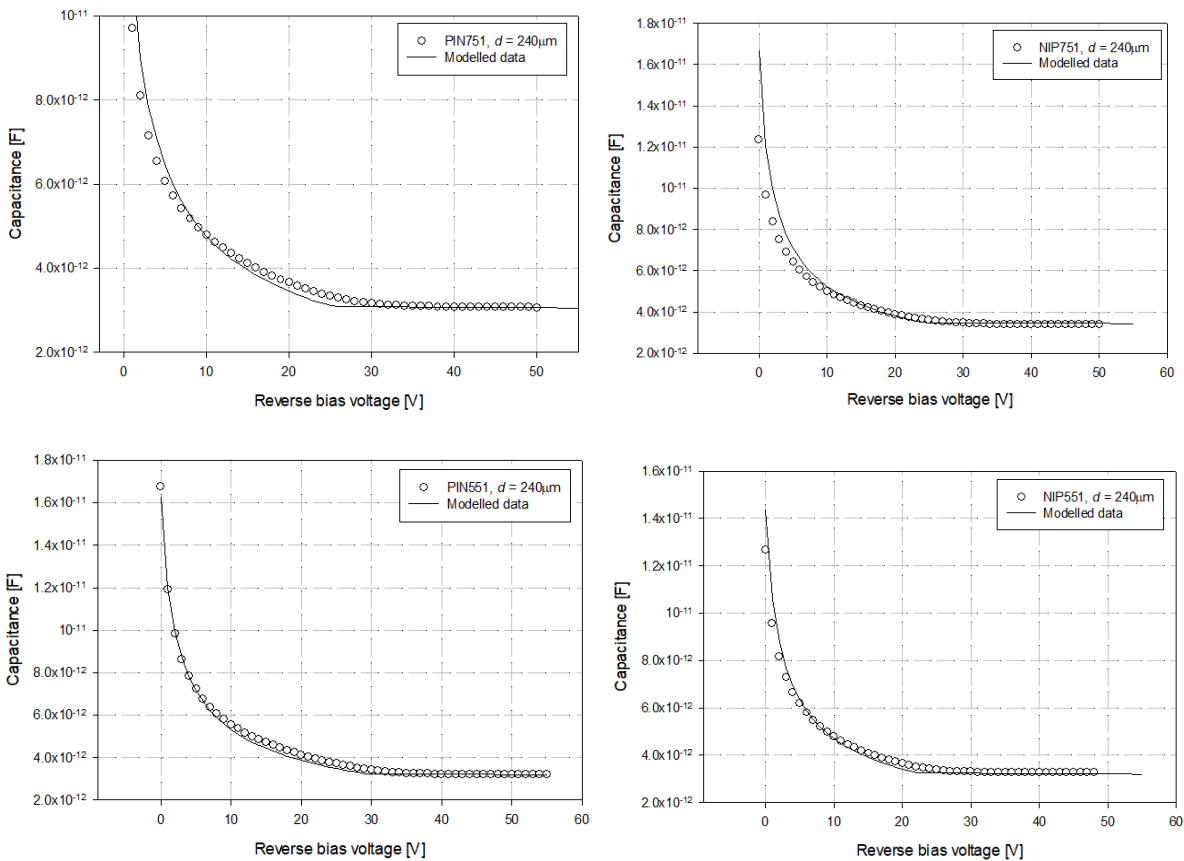 10⁻¹¹
8.0x10⁻¹²
6.0x10⁻¹²
4.0x10⁻¹²
2.0x10⁻¹²
Capacitance [F]
PIN751, d = 240μm
Modelled data
0 10 20 30 40 50
Reverse bias voltage [V]
1.8x10⁻¹¹
1.6x10⁻¹¹
1.4x10⁻¹¹
1.2x10⁻¹¹
10⁻¹¹
8.0x10⁻¹²
6.0x10⁻¹²
4.0x10⁻¹²
2.0x10⁻¹²
Capacitance [F]
NIP751, d = 240μm
Modelled data
0 10 20 30 40 50 60
Reverse bias voltage [V]
1.8x10⁻¹¹
1.6x10⁻¹¹
1.4x10⁻¹¹
1.2x10⁻¹¹
10⁻¹¹
8.0x10⁻¹²
6.0x10⁻¹²
4.0x10⁻¹²
2.0x10⁻¹²
Capacitance [F]
PIN551, d = 240μm
Modelled data
0 10 20 30 40 50 60
Reverse bias voltage [V]
1.6x10⁻¹¹
1.4x10⁻¹¹
1.2x10⁻¹¹
10⁻¹¹
8.0x10⁻¹²
6.0x10⁻¹²
4.0x10⁻¹²
2.0x10⁻¹²
Capacitance [F]
NIP551, d = 240μm
Modelled data
0 10 20 30 40 50 60
Reverse bias voltage [V]